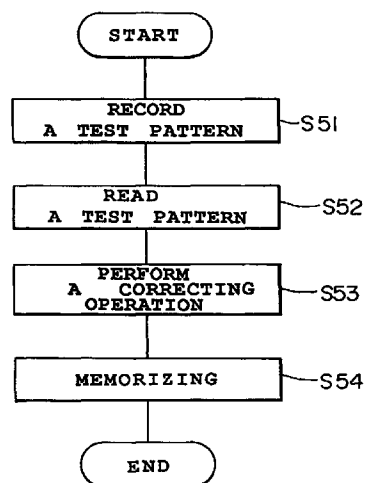 START
RECORD
A TEST PATTERN
S51
READ
A TEST PATTERN
S52
PERFORM
A CORRECTING
OPERATION
S53
MEMORIZING
S54
END